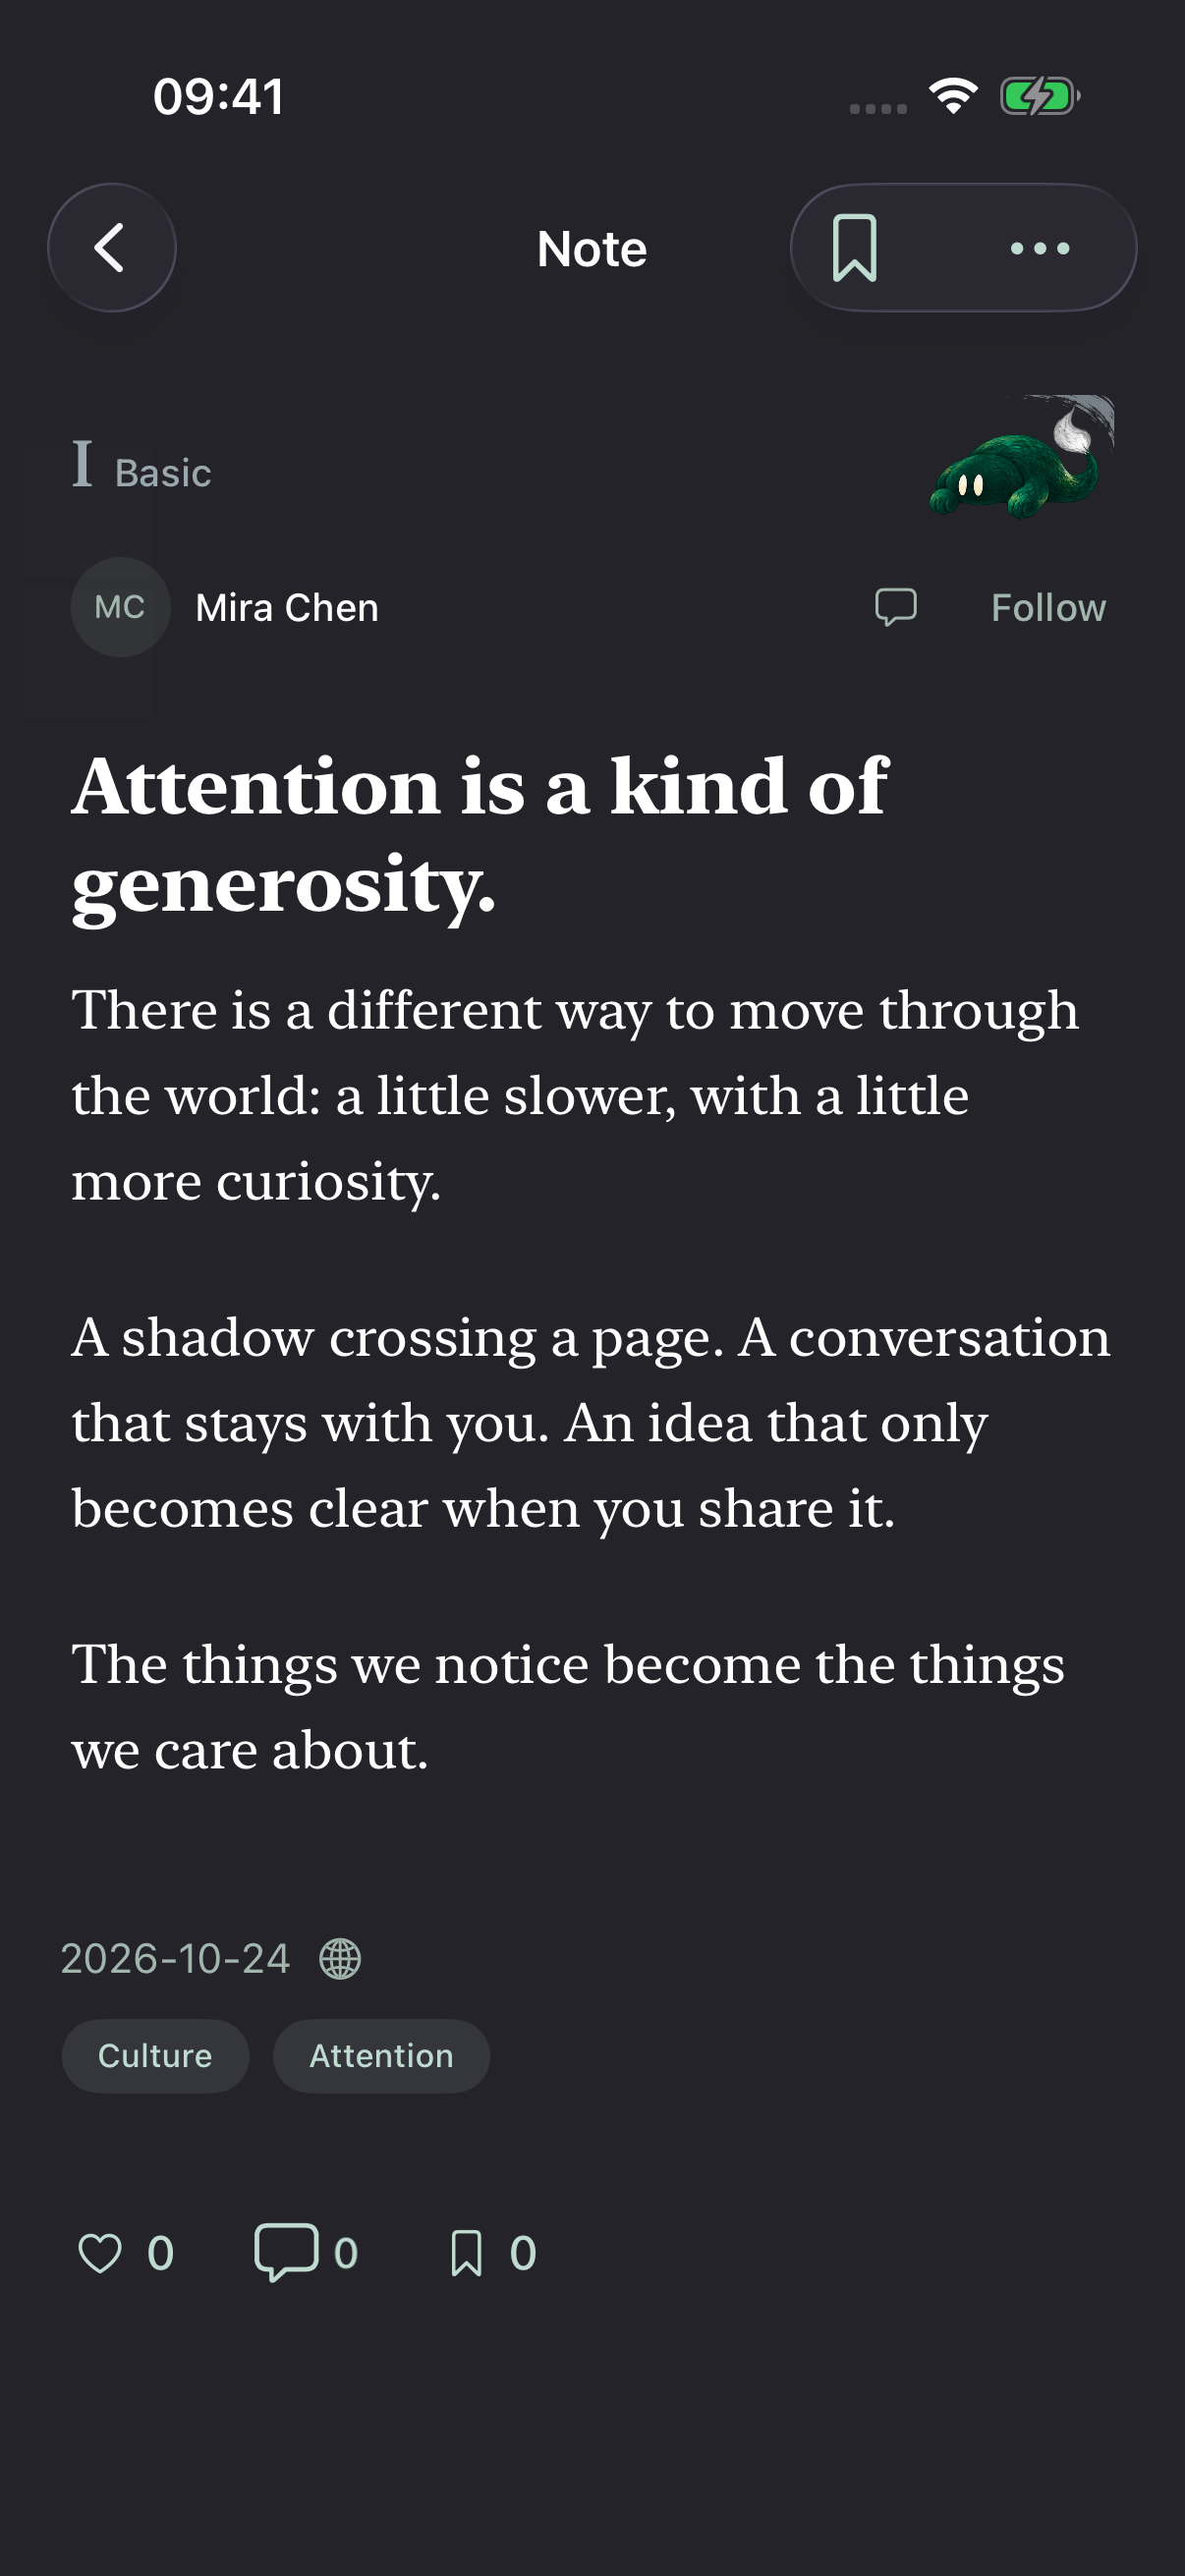 09:41
Note
I Basic
MC Mira Chen Follow
Attention is a kind of
generosity.
There is a different way to move through
the world: a little slower, with a little
more curiosity.
A shadow crossing a page. A conversation
that stays with you. An idea that only
becomes clear when you share it.
The things we notice become the things
we care about.
2026-10-24
Culture Attention
0 0 0